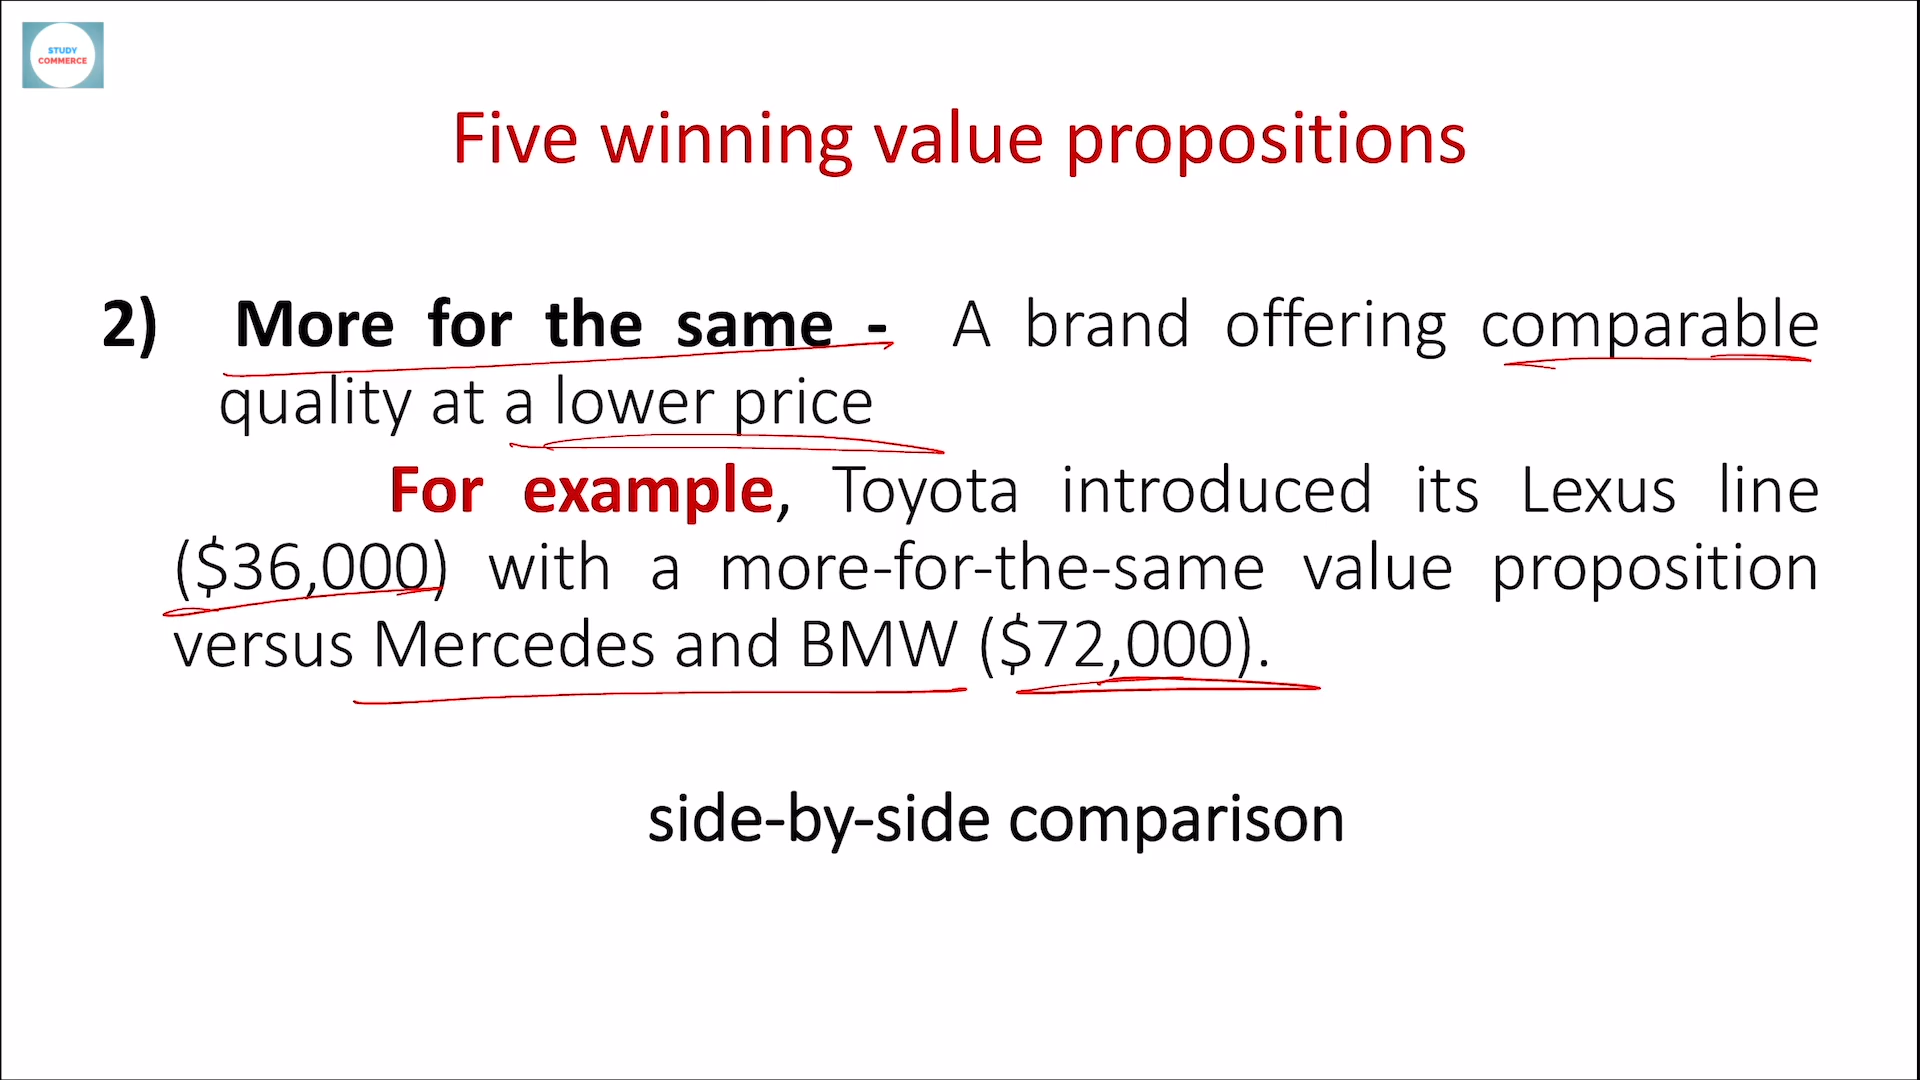 STUDY
COMMERCE
Five winning value propositions
2) More for the same - A brand offering comparable
quality at a lower price
For example, Toyota introduced its Lexus line
($36,000) with a more-for-the-same value proposition
versus Mercedes and BMW ($72,000).
side-by-side comparison